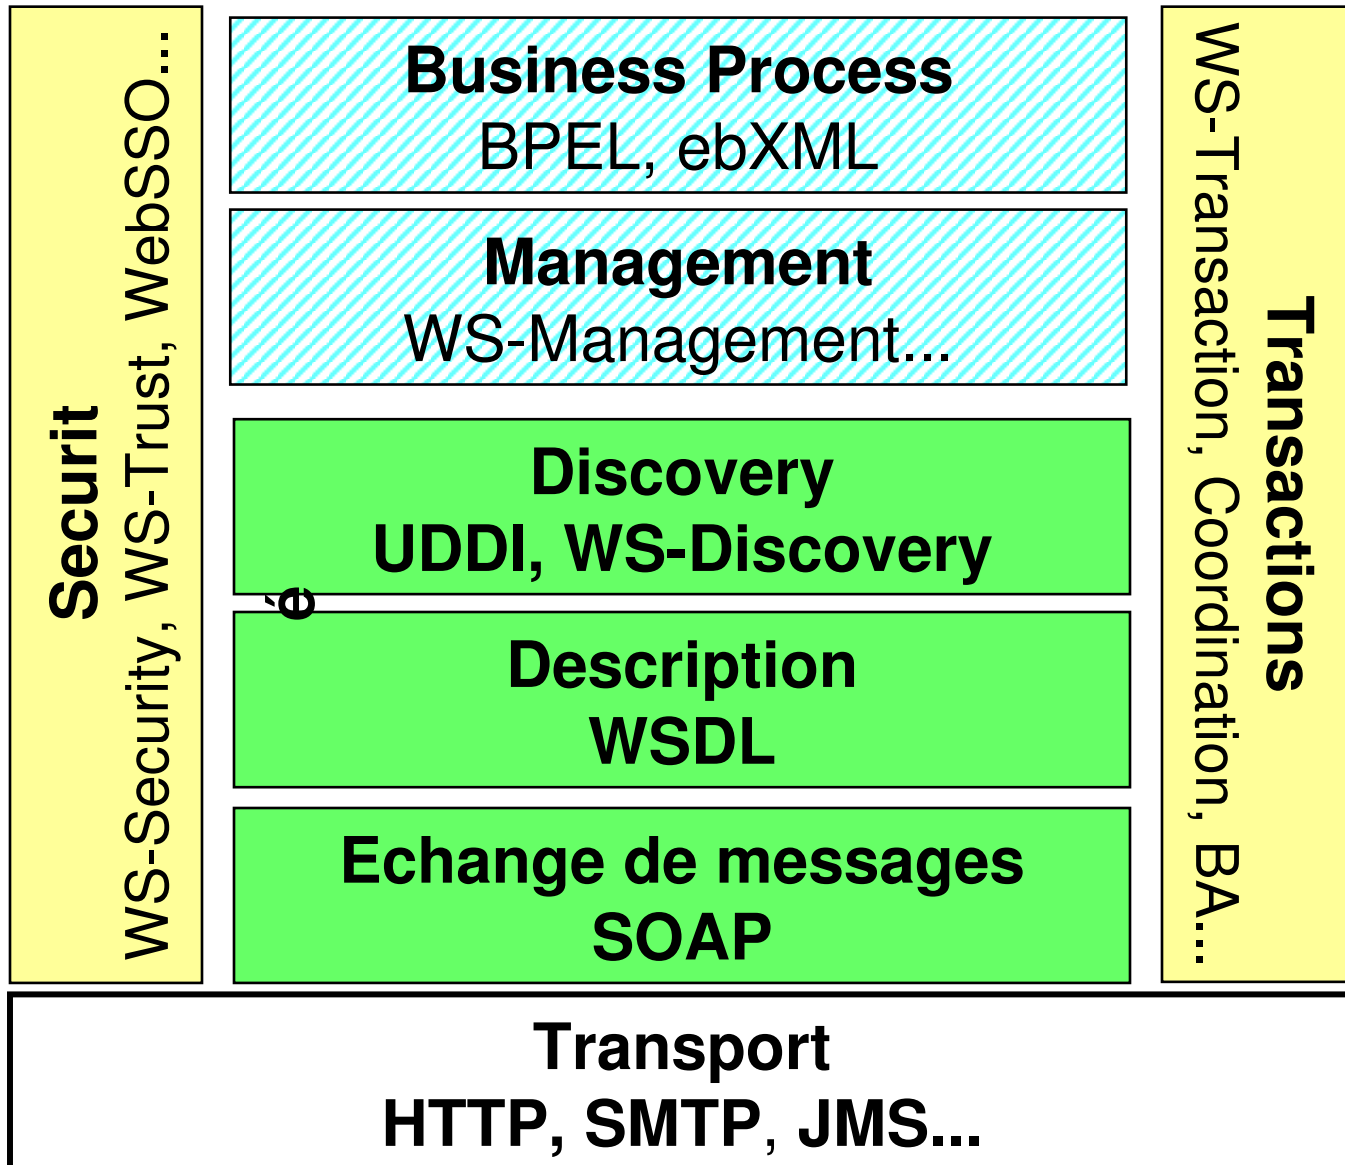 Securit
é
WS-Security, WS-Trust, WebSSO...
Business Process
BPEL, ebXML
Management
WS-Management...
Discovery
UDDI, WS-Discovery
Description
WSDL
Echange de messages
SOAP
Transactions
WS-Transaction, Coordination, BA...
Transport
HTTP, SMTP, JMS...